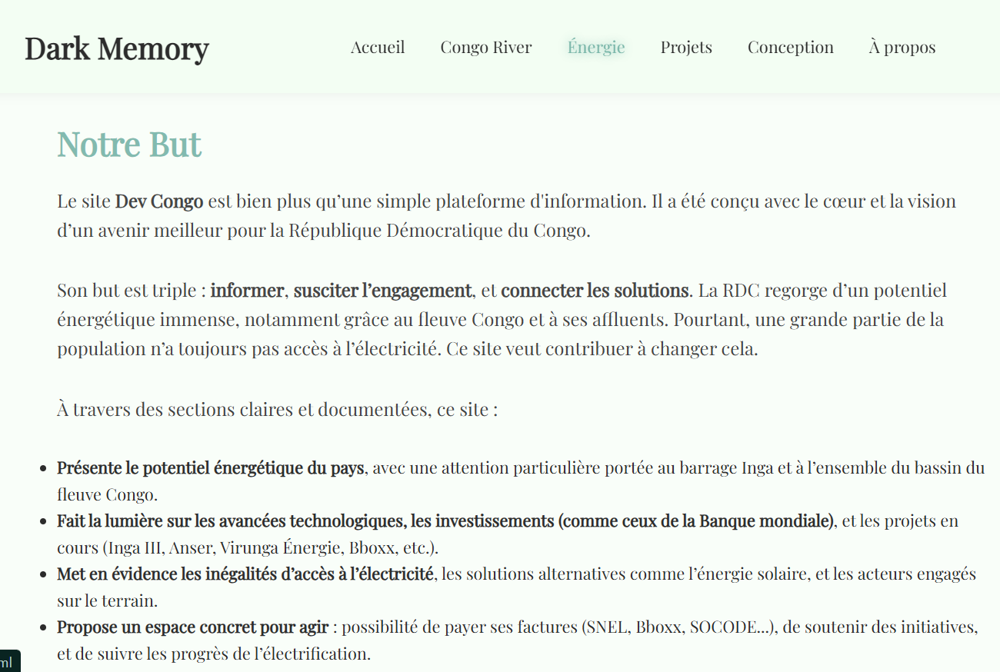 Dark Memory
Accueil Congo River Énergie Projets Conception À propos
Notre But
Le site Dev Congo est bien plus qu’une simple plateforme d'information. Il a été conçu avec le cœur et la vision
d’un avenir meilleur pour la République Démocratique du Congo.
Son but est triple : informer, susciter l’engagement, et connecter les solutions. La RDC regorge d’un potentiel
énergétique immense, notamment grâce au fleuve Congo et à ses affluents. Pourtant, une grande partie de la
population n’a toujours pas accès à l’électricité. Ce site veut contribuer à changer cela.
À travers des sections claires et documentées, ce site :
• Présente le potentiel énergétique du pays, avec une attention particulière portée au barrage Inga et à l’ensemble du bassin du
fleuve Congo.
• Fait la lumière sur les avancées technologiques, les investissements (comme ceux de la Banque mondiale), et les projets en
cours (Inga III, Anser, Virunga Énergie, Bboxx, etc.).
• Met en évidence les inégalités d’accès à l’électricité, les solutions alternatives comme l’énergie solaire, et les acteurs engagés
sur le terrain.
• Propose un espace concret pour agir : possibilité de payer ses factures (SNEL, Bboxx, SOCODE...), de soutenir des initiatives,
et de suivre les progrès de l’électrification.
ml